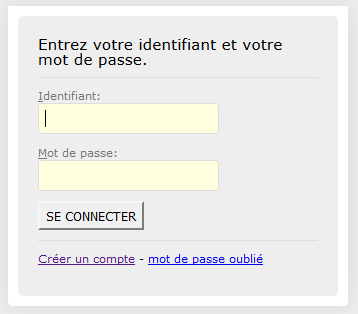 Entrez votre identifiant et votre
mot de passe.
Identifiant:
Mot de passe:
SE CONNECTER
Créer un compte - mot de passe oublié